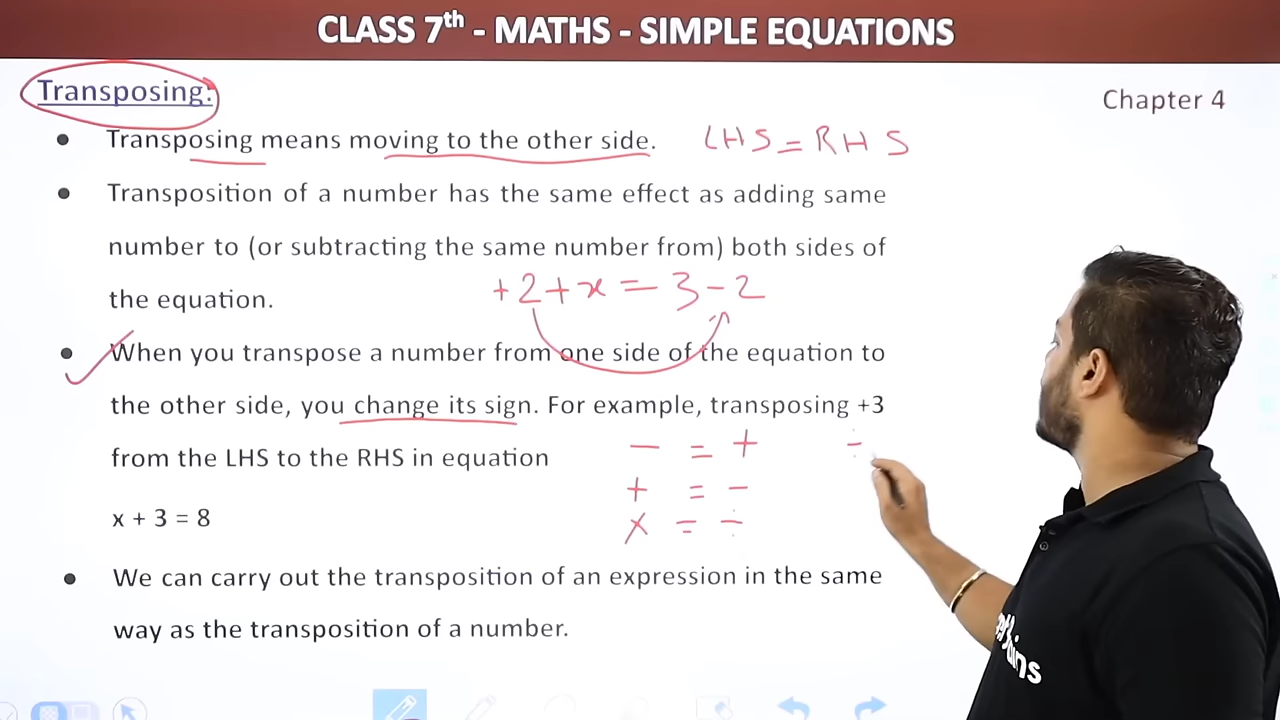 CLASS 7th - MATHS - SIMPLE EQUATIONS
Transposing:
Chapter 4
● Transposing means moving to the other side. LHS = RHS
● Transposition of a number has the same effect as adding same
number to (or subtracting the same number from) both sides of
the equation.
+2+x = 3-2
● When you transpose a number from one side of the equation to
the other side, you change its sign. For example, transposing +3
from the LHS to the RHS in equation
- = + ÷
+ = -
x + 3 = 8
× = ÷
● We can carry out the transposition of an expression in the same
way as the transposition of a number.